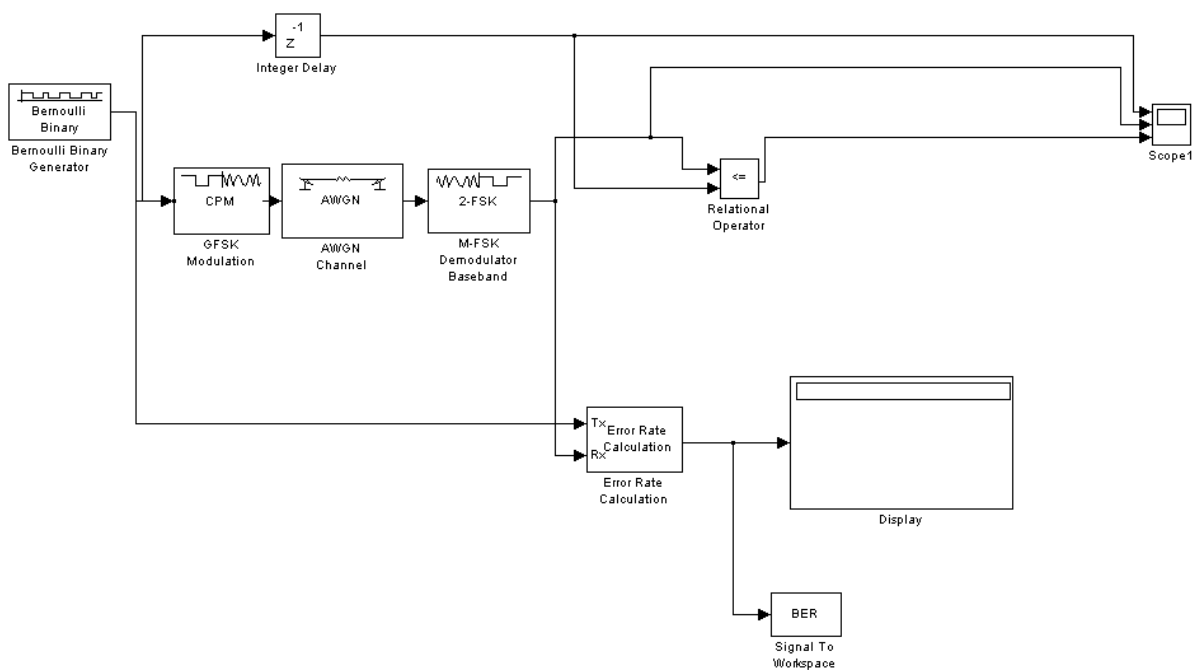 -1
Z
Integer Delay
Bernoulli
Binary
Bernoulli Binary
Generator
CPM
GFSK
Modulation
AWGN
AWGN
Channel
2-FSK
M-FSK
Demodulator
Baseband
<=
Relational
Operator
Scope1
Tx
Error Rate
Calculation
Rx
Error Rate
Calculation
Display
BER
Signal To
Workspace